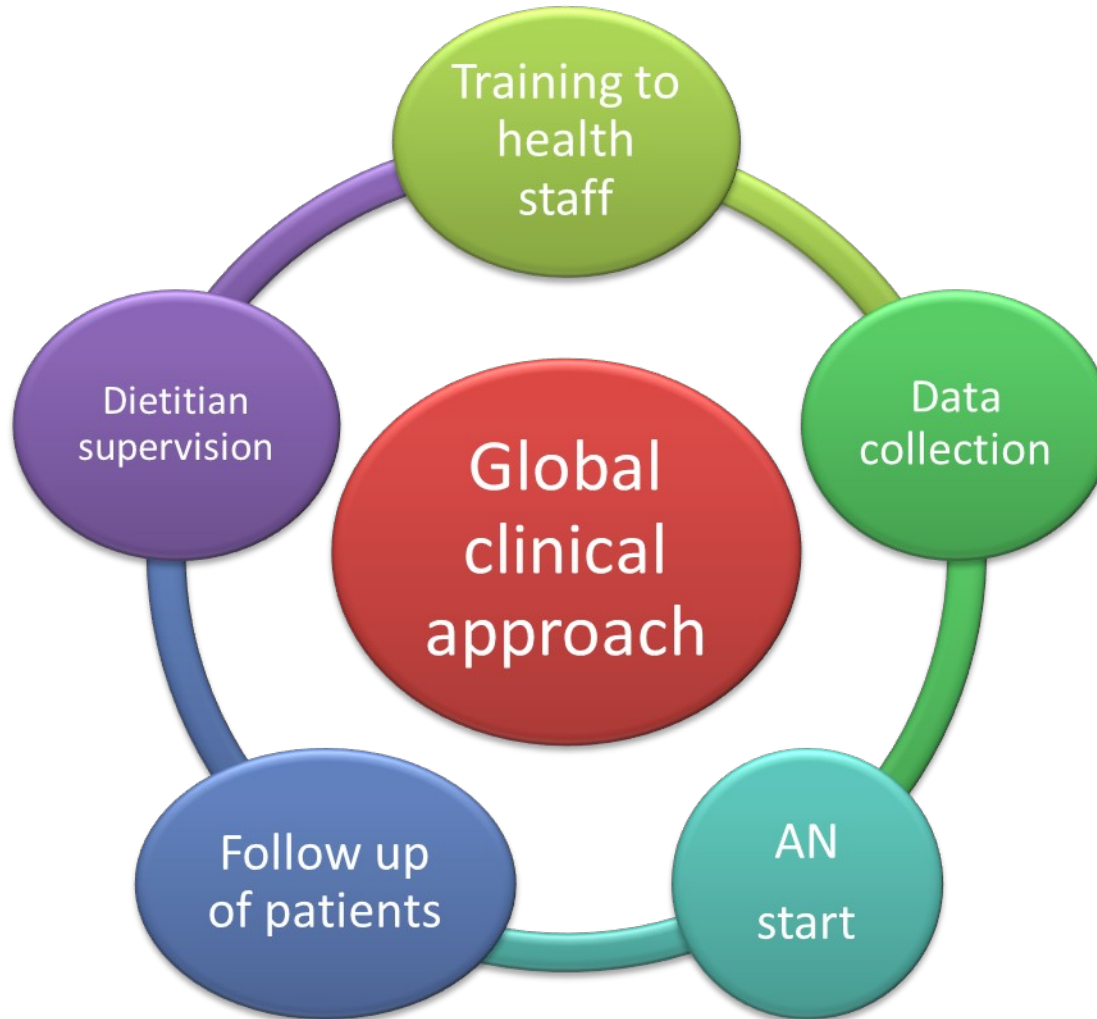 Training to
health
staff
Data
collection
AN
start
Follow up
of patients
Dietitian
supervision
Global
clinical
approach